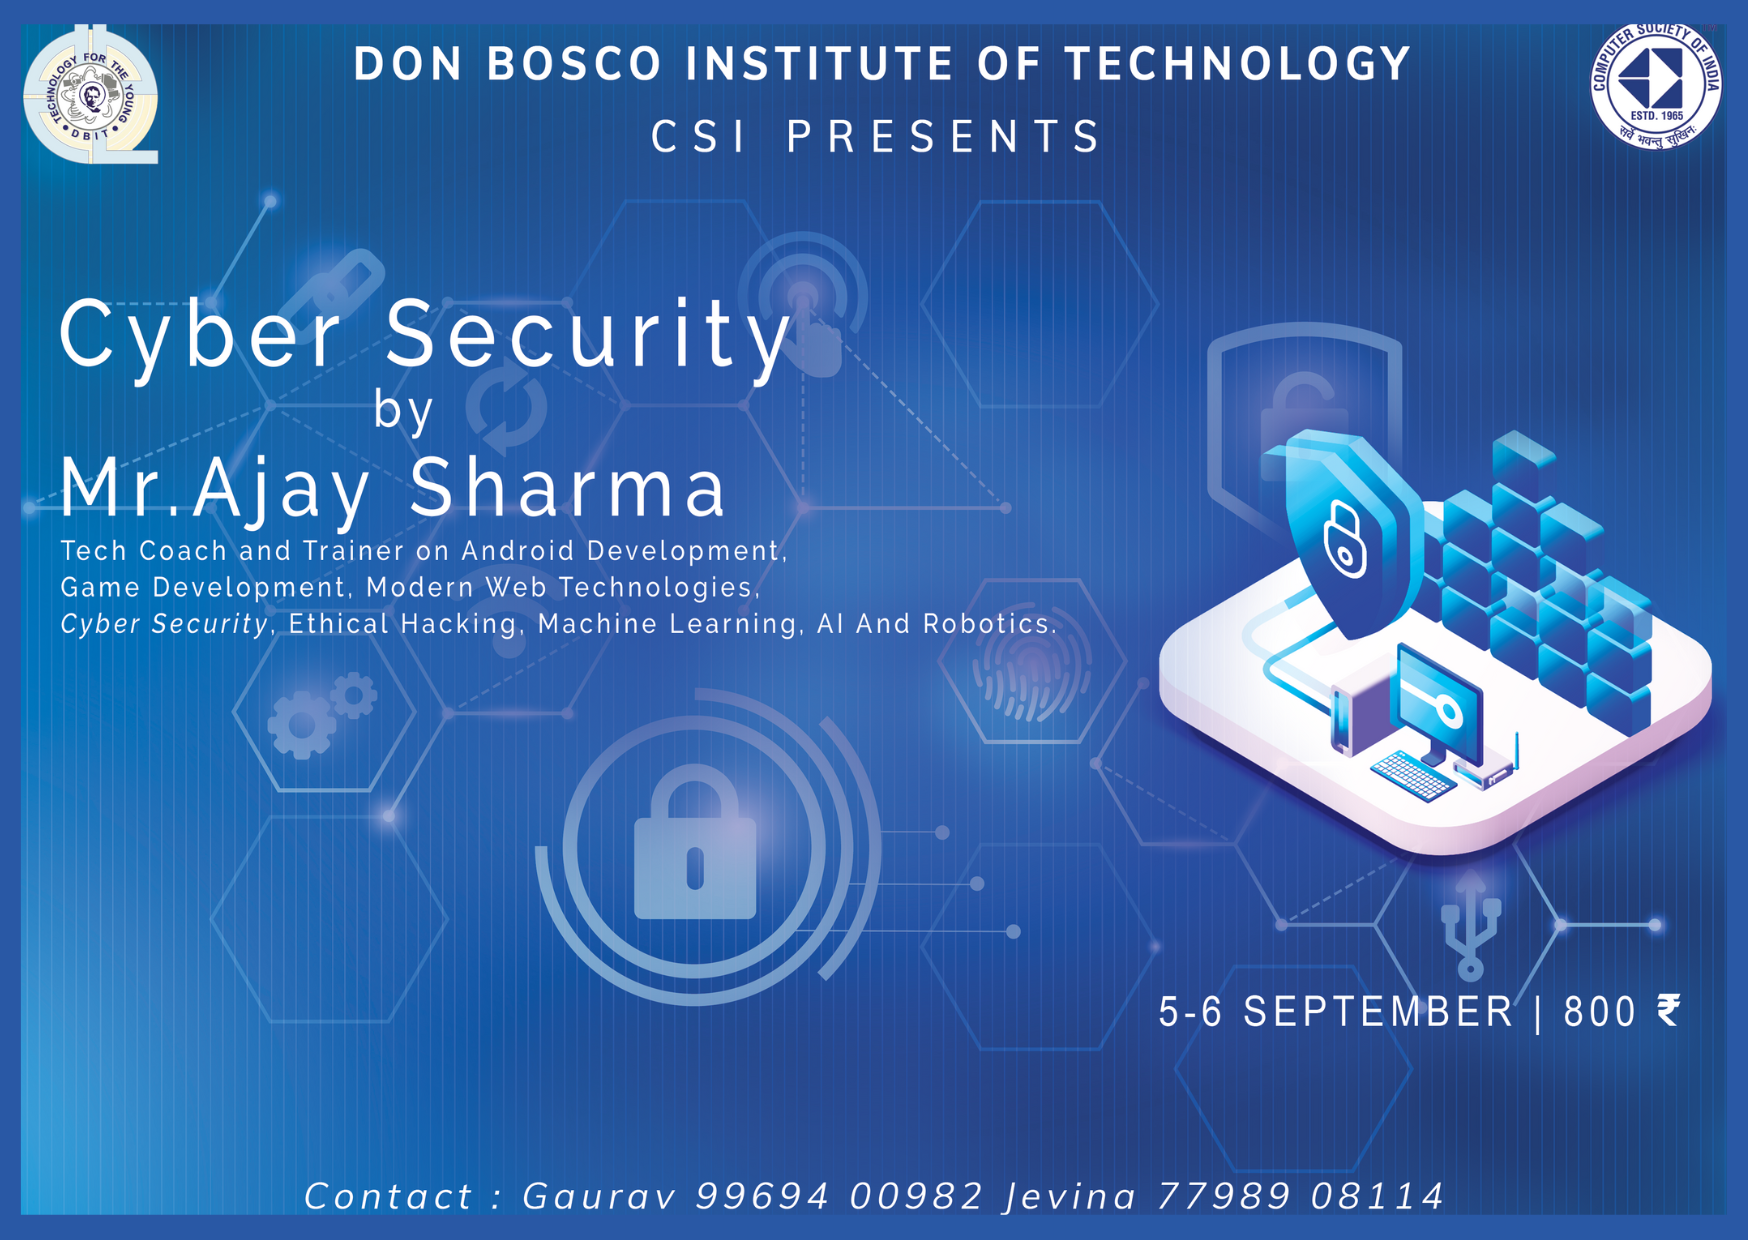 DON BOSCO INSTITUTE OF TECHNOLOGY
CSI PRESENTS
TECHNOLOGY FOR THE YOUNG
• DBIT •
COMPUTER SOCIETY OF INDIA
ESTD. 1965
सर्वे भवन्तु सुखिनः
Cyber Security
by
Mr.Ajay Sharma
Tech Coach and Trainer on Android Development,
Game Development, Modern Web Technologies,
Cyber Security, Ethical Hacking, Machine Learning, AI And Robotics.
5-6 SEPTEMBER | 800 ₹
Contact : Gaurav 99694 00982 Jevina 77989 08114